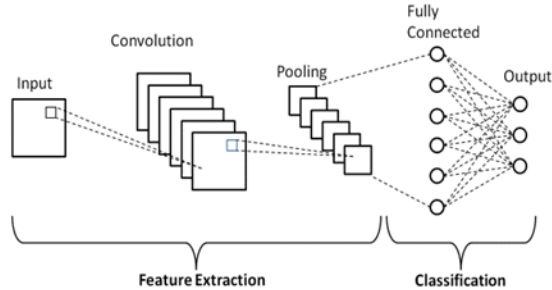 Input
Convolution
Pooling
Fully
Connected
Output
Feature Extraction
Classification